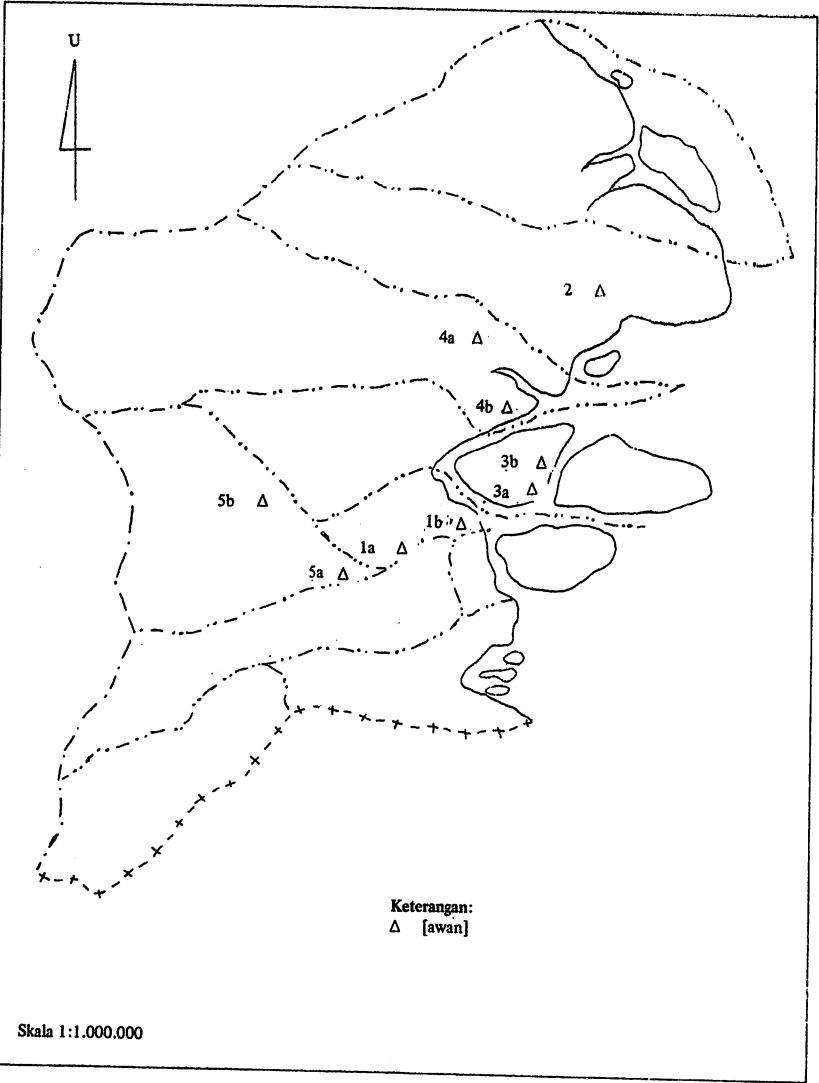 U
2 Δ
4a Δ
4b Δ
3b Δ
3a Δ
5b Δ
1b Δ
1a Δ
5a Δ
Keterangan:
Δ [awan]
Skala 1:1.000.000